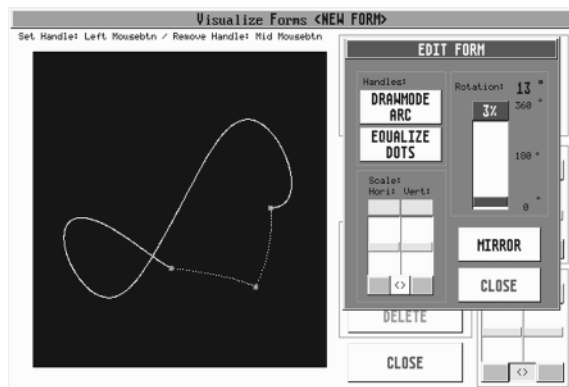 Visualize Forms <NEW FORM>
Set Handle: Left Mousebtn / Remove Handle: Mid Mousebtn
EDIT FORM
Handles:
DRAWMODE
ARC
EQUALIZE
DOTS
Rotation: 13 °
3%
360 °
180 °
0 °
Scale:
Hori: Vert:
<>
MIRROR
CLOSE
DELETE
CLOSE
<>